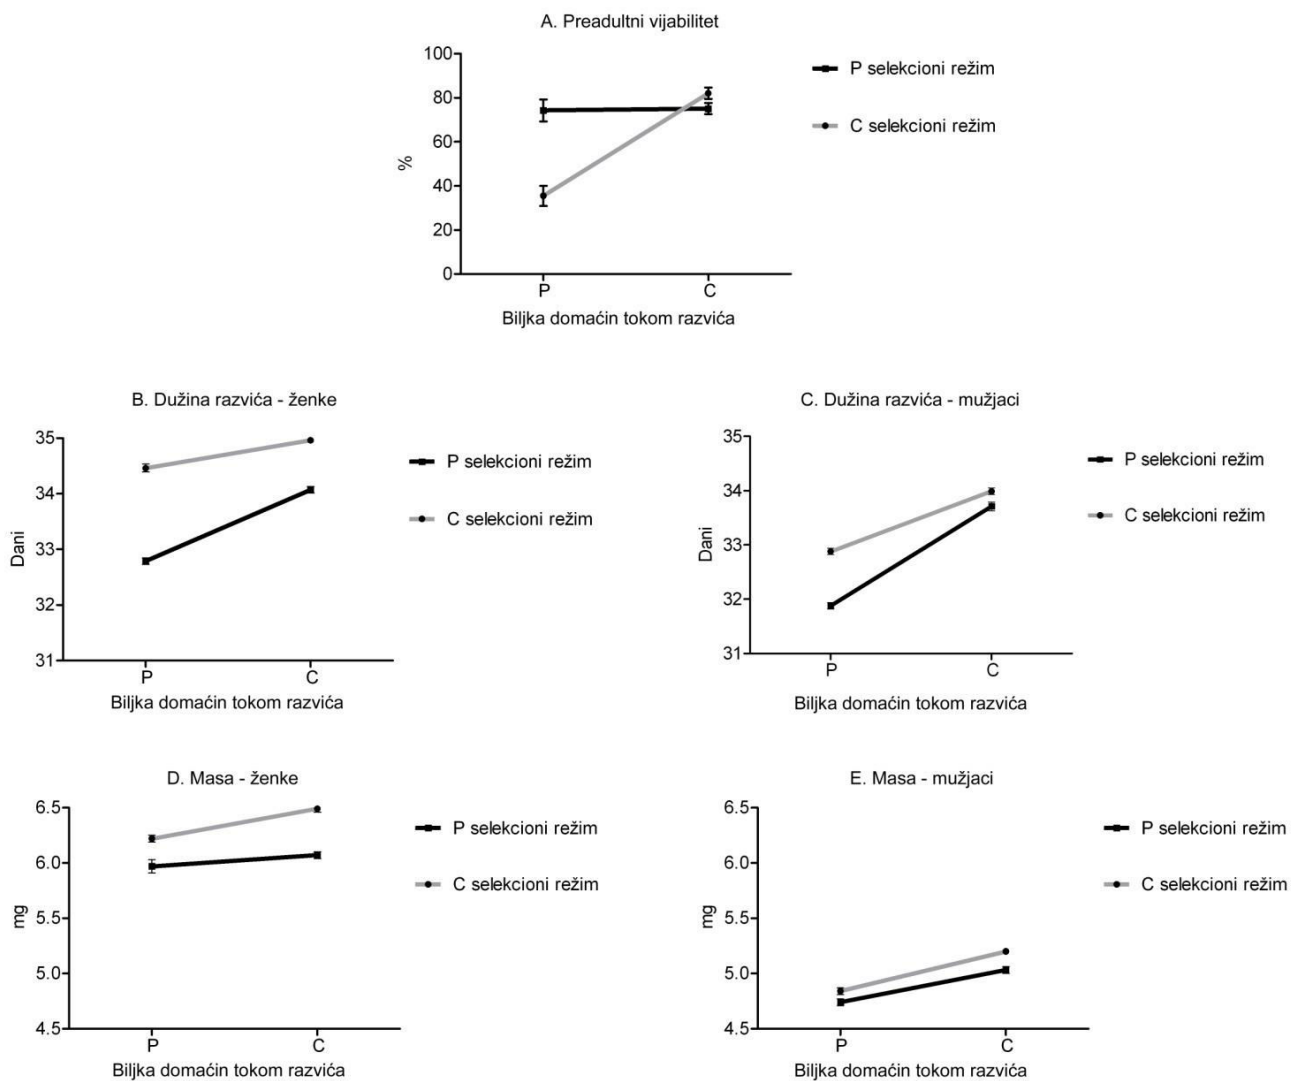 A. Preadultni vijabilitet
100
80
60
40
20
0
%
P
C
Biljka domaćin tokom razvića
P selekcioni režim
C selekcioni režim
B. Dužina razvića - ženke
35
34
33
32
31
Dani
P
C
Biljka domaćin tokom razvića
P selekcioni režim
C selekcioni režim
C. Dužina razvića - mužjaci
35
34
33
32
31
Dani
P
C
Biljka domaćin tokom razvića
P selekcioni režim
C selekcioni režim
D. Masa - ženke
6.5
6.0
5.5
5.0
4.5
mg
P
C
Biljka domaćin tokom razvića
P selekcioni režim
C selekcioni režim
E. Masa - mužjaci
6.5
6.0
5.5
5.0
4.5
mg
P
C
Biljka domaćin tokom razvića
P selekcioni režim
C selekcioni režim